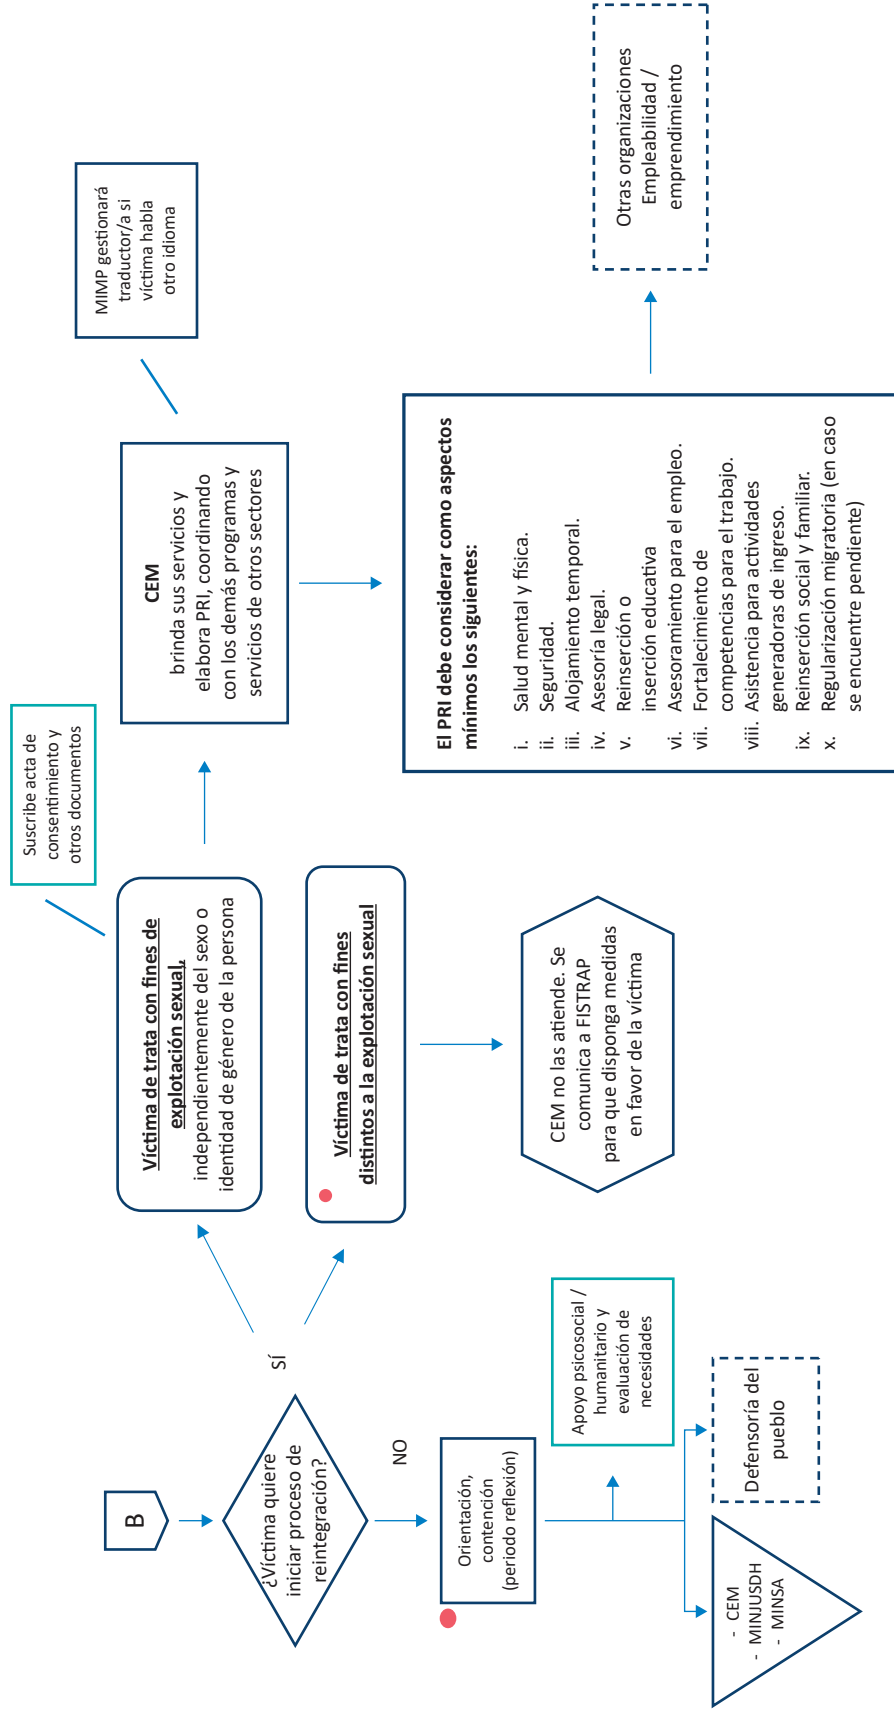 B
¿Víctima quiere
iniciar proceso de
reintegración?
SÍ
NO
Orientación,
contención
(periodo reflexión)
Apoyo psicosocial /
humanitario y
evaluación de
necesidades
- CEM
- MINJUSDH
- MINSA
Defensoría del
pueblo
Víctima de trata con fines de
explotación sexual,
independientemente del sexo o
identidad de género de la persona
Suscribe acta de
consentimiento y
otros documentos
Víctima de trata con fines
distintos a la explotación sexual
CEM no las atiende. Se
comunica a FISTRAP
para que disponga medidas
en favor de la víctima
CEM
brinda sus servicios y
elabora PRI, coordinando
con los demás programas y
servicios de otros sectores
MIMP gestionará
traductor/a si
víctima habla
otro idioma
El PRI debe considerar como aspectos
mínimos los siguientes:
i. Salud mental y física.
ii. Seguridad.
iii. Alojamiento temporal.
iv. Asesoría legal.
v. Reinserción o
inserción educativa
vi. Asesoramiento para el empleo.
vii. Fortalecimiento de
competencias para el trabajo.
viii. Asistencia para actividades
generadoras de ingreso.
ix. Reinserción social y familiar.
x. Regularización migratoria (en caso
se encuentre pendiente)
Otras organizaciones
Empleabilidad /
emprendimiento